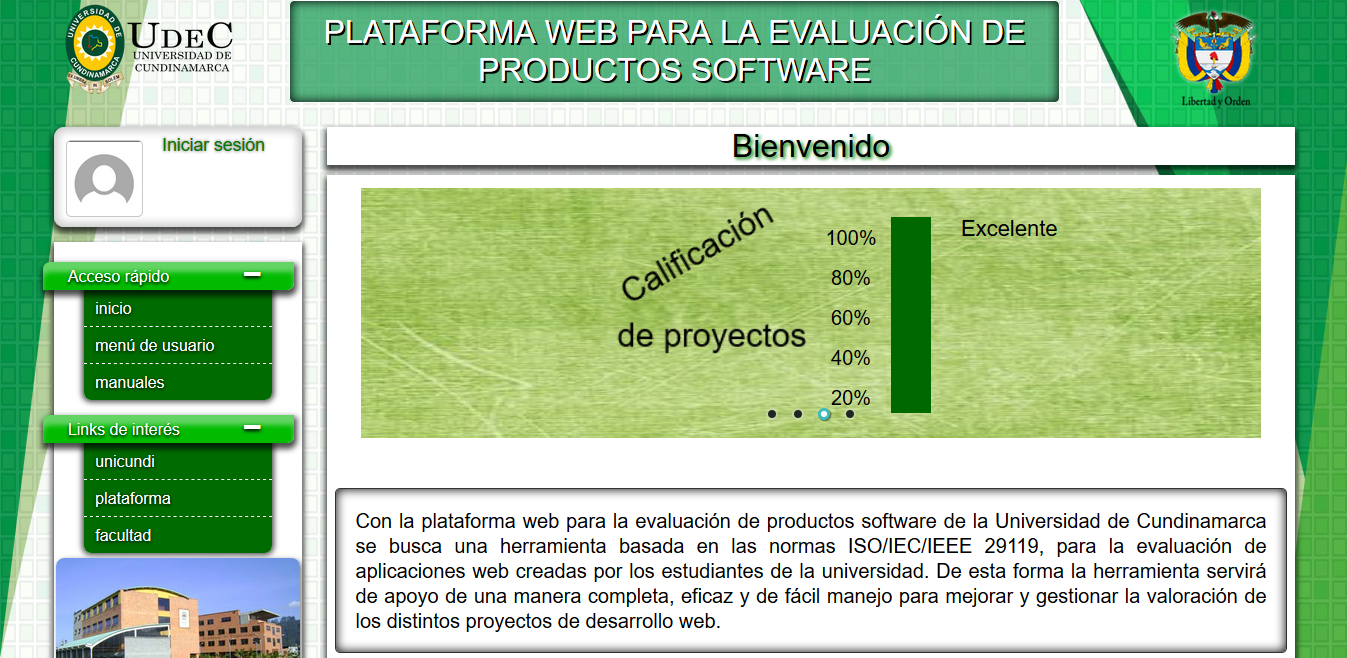 UNIVERSIDAD DE
CUNDINAMARCA
UDEC
UNIVERSIDAD DE
CUNDINAMARCA
PLATAFORMA WEB PARA LA EVALUACIÓN DE
PRODUCTOS SOFTWARE
Libertad y Orden
Iniciar sesión
Bienvenido
Acceso rápido
inicio
menú de usuario
manuales
Links de interés
unicundi
plataforma
facultad
Calificación
de proyectos
100%
80%
60%
40%
20%
Excelente
Con la plataforma web para la evaluación de productos software de la Universidad de Cundinamarca
se busca una herramienta basada en las normas ISO/IEC/IEEE 29119, para la evaluación de
aplicaciones web creadas por los estudiantes de la universidad. De esta forma la herramienta servirá
de apoyo de una manera completa, eficaz y de fácil manejo para mejorar y gestionar la valoración de
los distintos proyectos de desarrollo web.